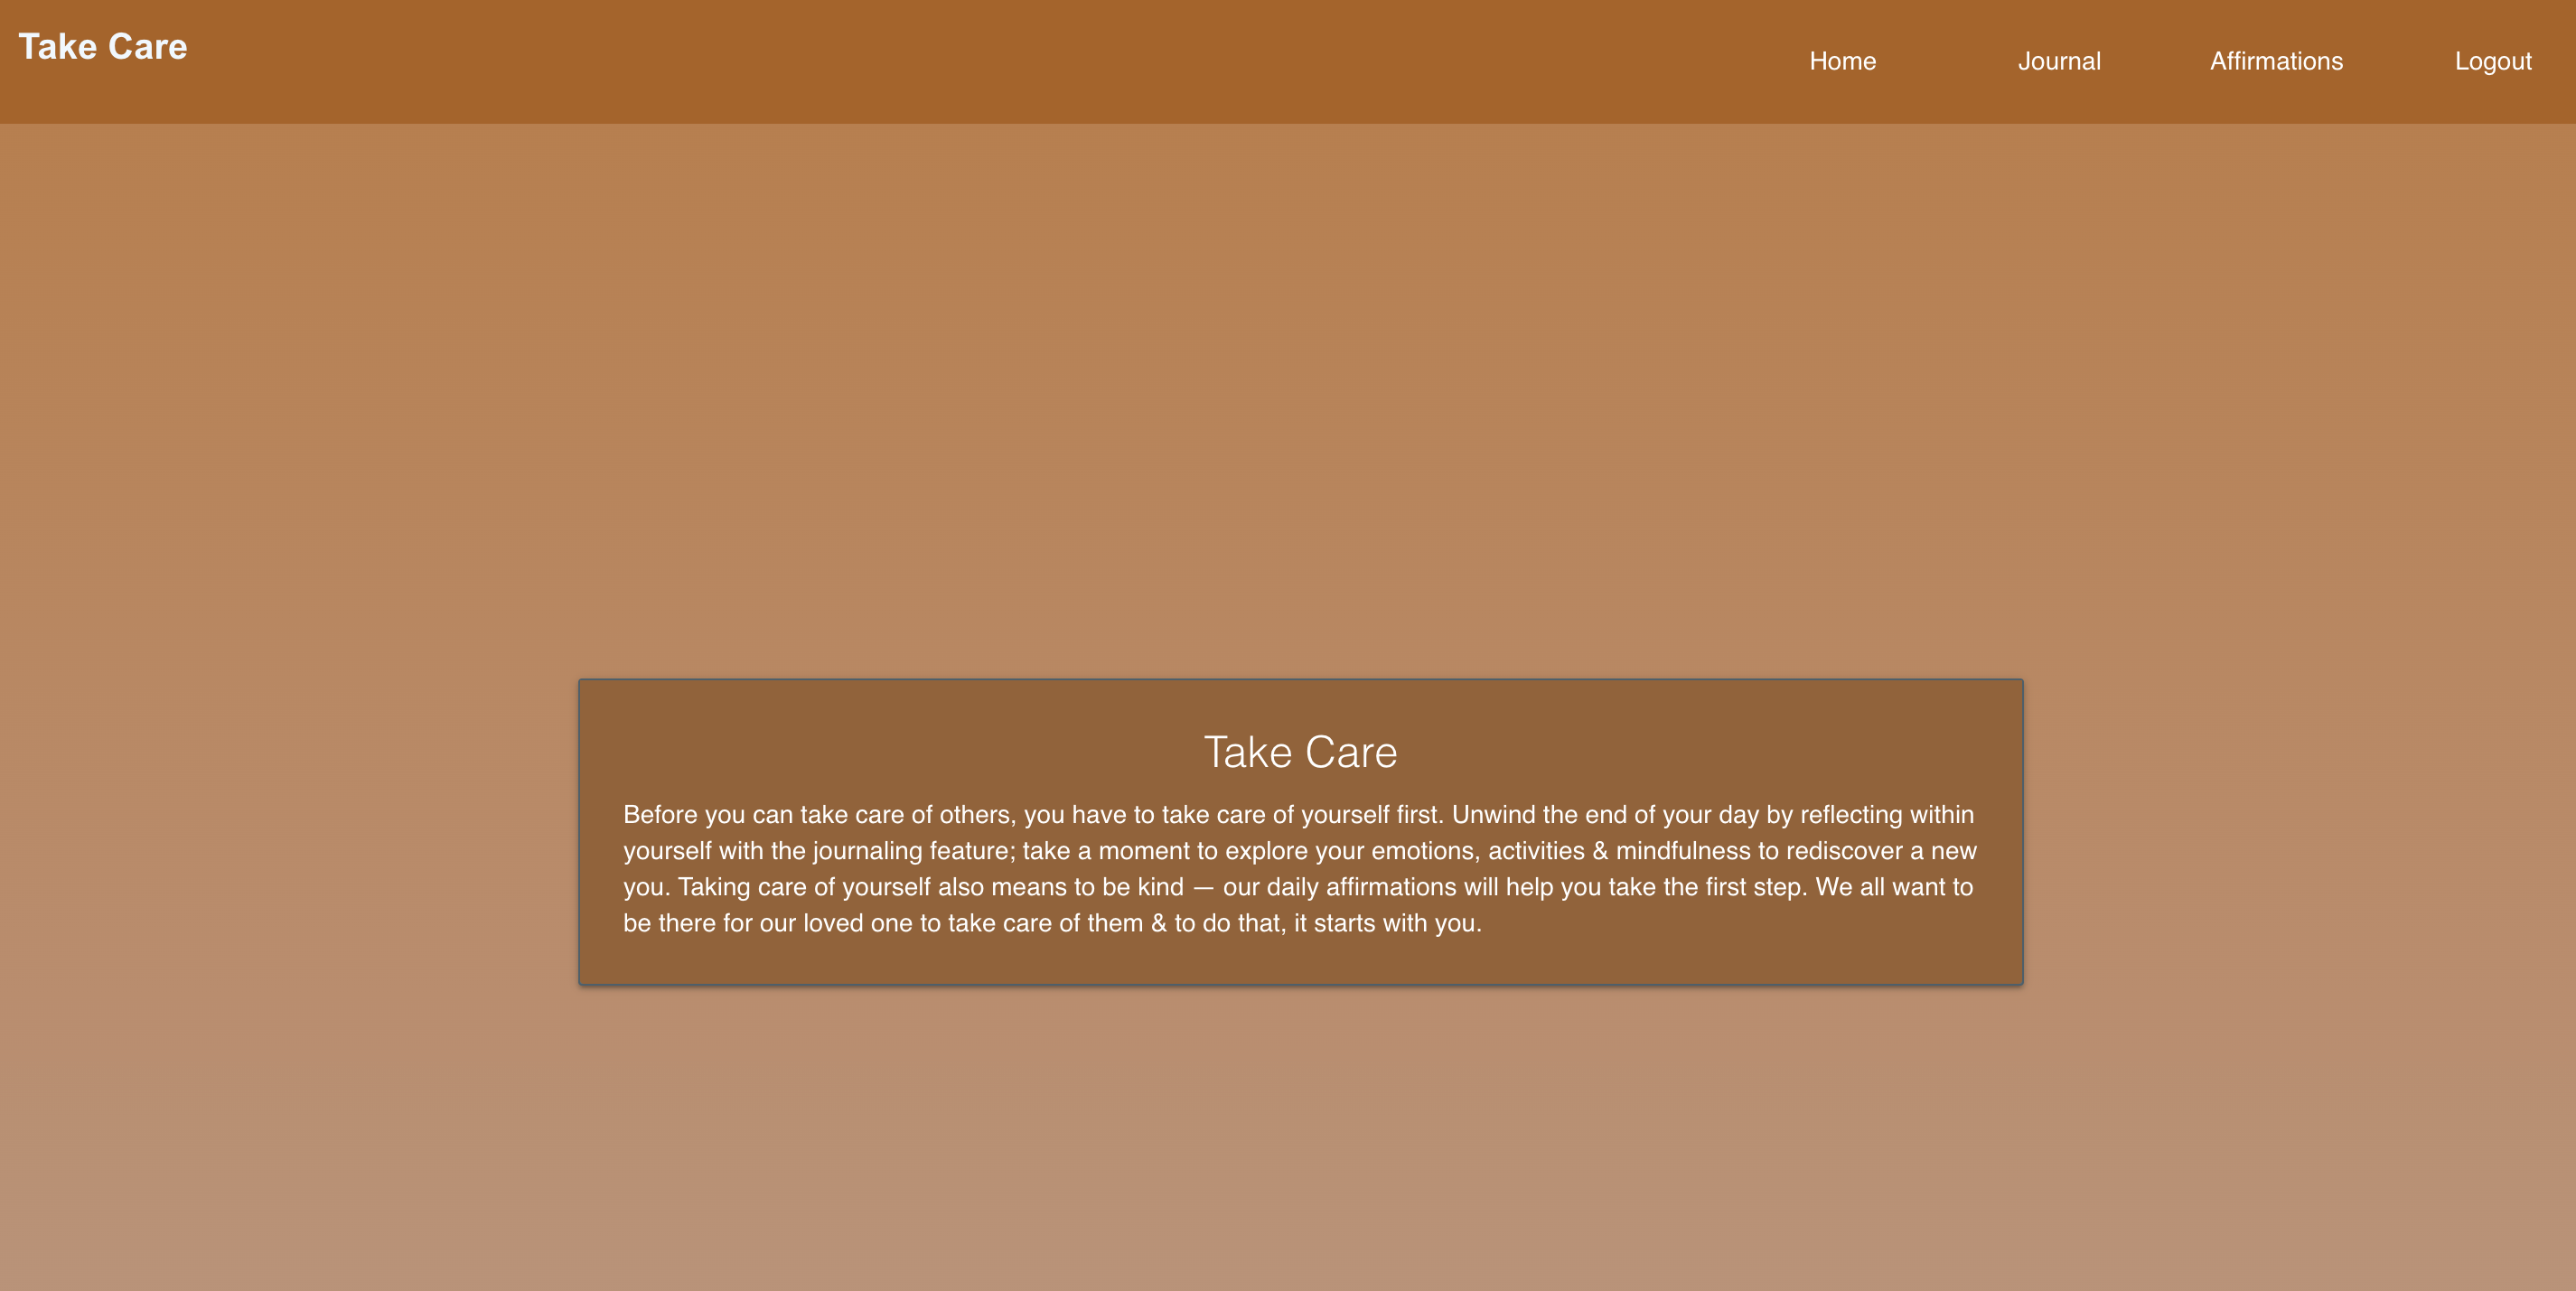 Take Care
Home Journal Affirmations Logout
Take Care
Before you can take care of others, you have to take care of yourself first. Unwind the end of your day by reflecting within
yourself with the journaling feature; take a moment to explore your emotions, activities & mindfulness to rediscover a new
you. Taking care of yourself also means to be kind — our daily affirmations will help you take the first step. We all want to
be there for our loved one to take care of them & to do that, it starts with you.